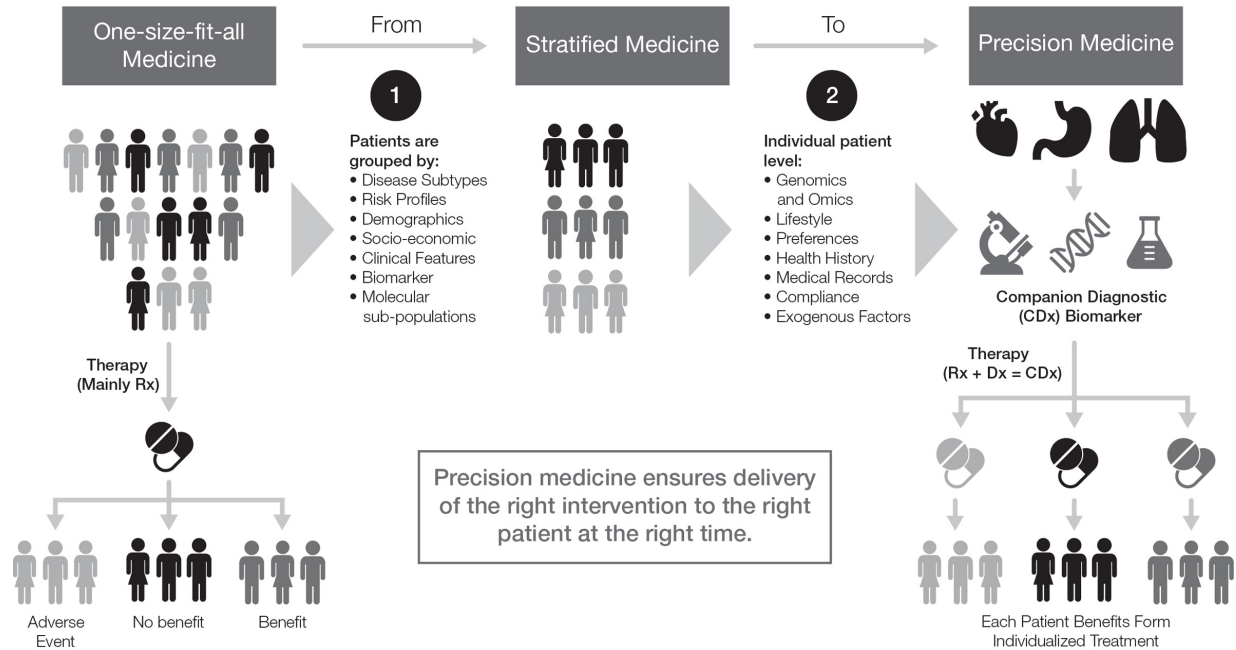 One-size-fit-all
Medicine
From
Stratified Medicine
To
Precision Medicine
1
Patients are
grouped by:
• Disease Subtypes
• Risk Profiles
• Demographics
• Socio-economic
• Clinical Features
• Biomarker
• Molecular
sub-populations
2
Individual patient
level:
• Genomics
and Omics
• Lifestyle
• Preferences
• Health History
• Medical Records
• Compliance
• Exogenous Factors
Companion Diagnostic
(CDx) Biomarker
Therapy
(Mainly Rx)
Therapy
(Rx + Dx = CDx)
Precision medicine ensures delivery
of the right intervention to the right
patient at the right time.
Adverse
Event
No benefit
Benefit
Each Patient Benefits Form
Individualized Treatment